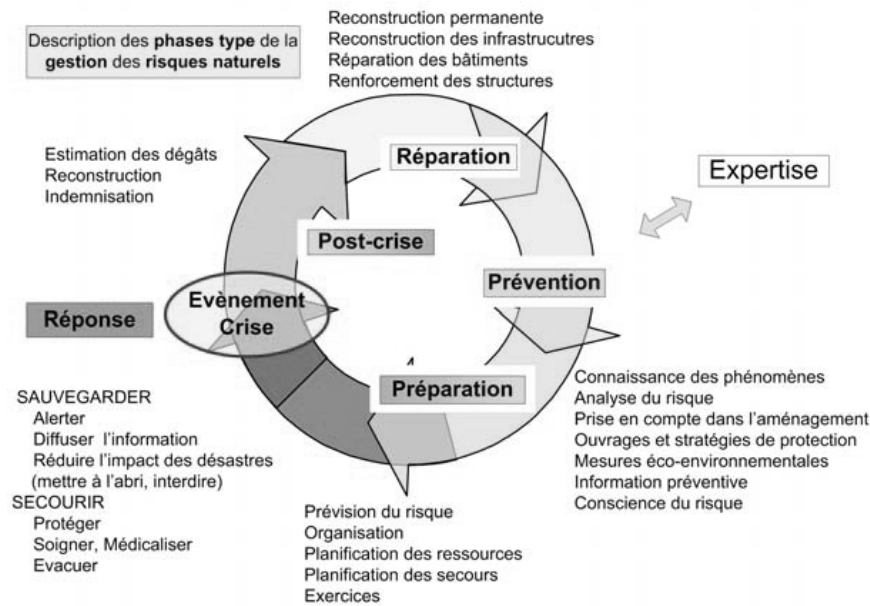 Description des phases type de la
gestion des risques naturels
Reconstruction permanente
Reconstruction des infrastrucutres
Réparation des bâtiments
Renforcement des structures
Estimation des dégâts
Reconstruction
Indemnisation
Réparation
Expertise
Post-crise
Prévention
Evènement
Crise
Réponse
Préparation
SAUVEGARDER
Alerter
Diffuser l'information
Réduire l'impact des désastres
(mettre à l'abri, interdire)
SECOURIR
Protéger
Soigner, Médicaliser
Evacuer
Prévision du risque
Organisation
Planification des ressources
Planification des secours
Exercices
Connaissance des phénomènes
Analyse du risque
Prise en compte dans l'aménagement
Ouvrages et stratégies de protection
Mesures éco-environnementales
Information préventive
Conscience du risque